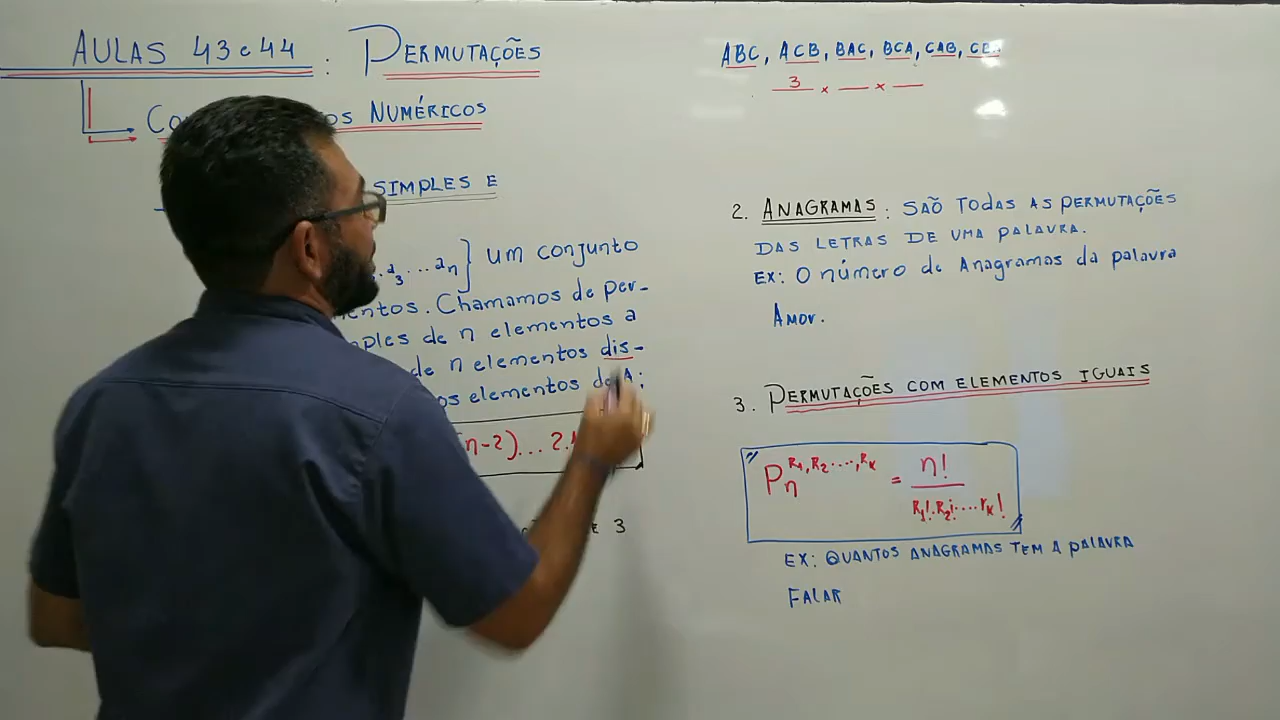 AULAS 43 e 44 : PERMUTAÇÕES
NUMÉRICOS
SIMPLES E
a₃ ... aₙ} um conjunto
Chamamos de per-
de n elementos a
de n elementos dis-
os elementos de A;
(n-2)... 2.1
E 3
ABC, ACB, BAC, BCA, CAB, CB..
3 x __ x __
2. ANAGRAMAS: SÃO TODAS AS PERMUTAÇÕES
DAS LETRAS DE UMA PALAVRA.
EX: O número de Anagramas da palavra
Amor.
3. PERMUTAÇÕES COM ELEMENTOS IGUAIS
Pₙ^{R₁, R₂ ..., Rₖ} = n! / R₁!.R₂!....rₖ!
EX: QUANTOS ANAGRAMAS TEM A PALAVRA
FALAR